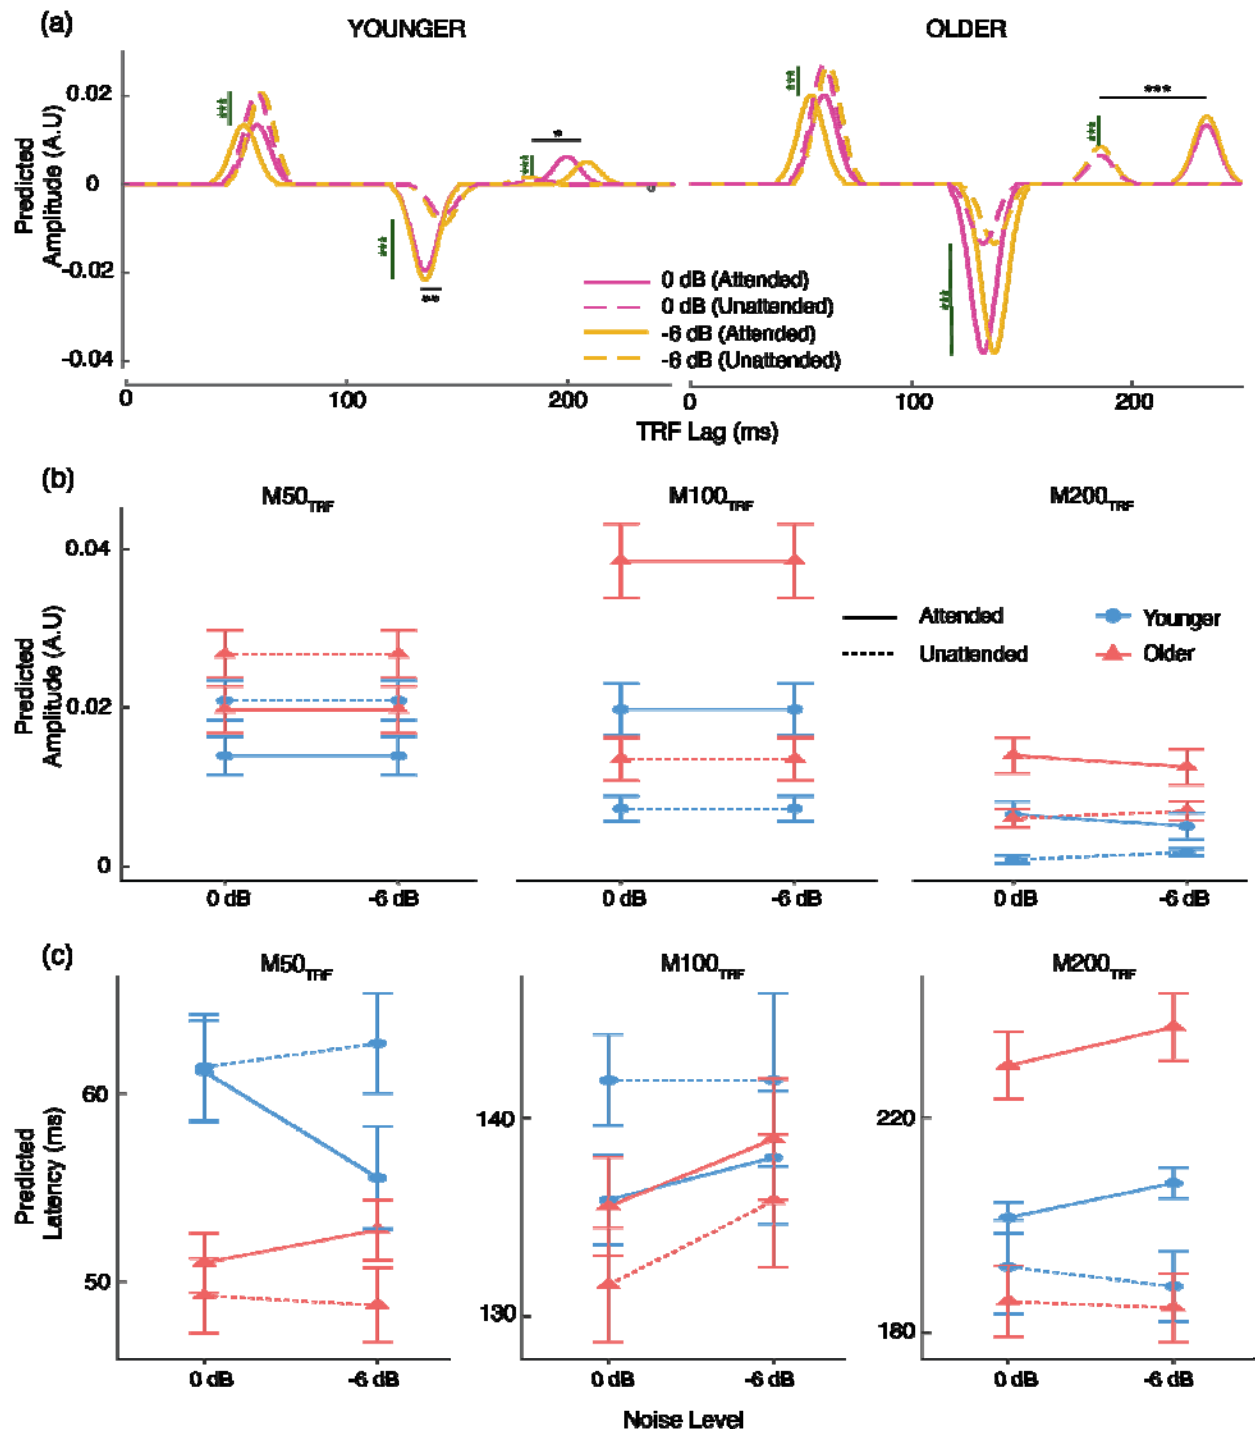 (a)
YOUNGER
OLDER
Predicted
Amplitude (A.U)
0.02
0
-0.02
-0.04
***
***
***
*
**
***
***
***
***
0 dB (Attended)
0 dB (Unattended)
-6 dB (Attended)
-6 dB (Unattended)
0 100 200
0 100 200
TRF Lag (ms)
(b)
M50TRF
M100TRF
M200TRF
Predicted
Amplitude (A.U)
0.04
0.02
0
Attended
Unattended
Younger
Older
0 dB -6 dB
0 dB -6 dB
0 dB -6 dB
(c)
M50TRF
M100TRF
M200TRF
Predicted
Latency (ms)
60
50
140
130
220
180
0 dB -6 dB
0 dB -6 dB
0 dB -6 dB
Noise Level